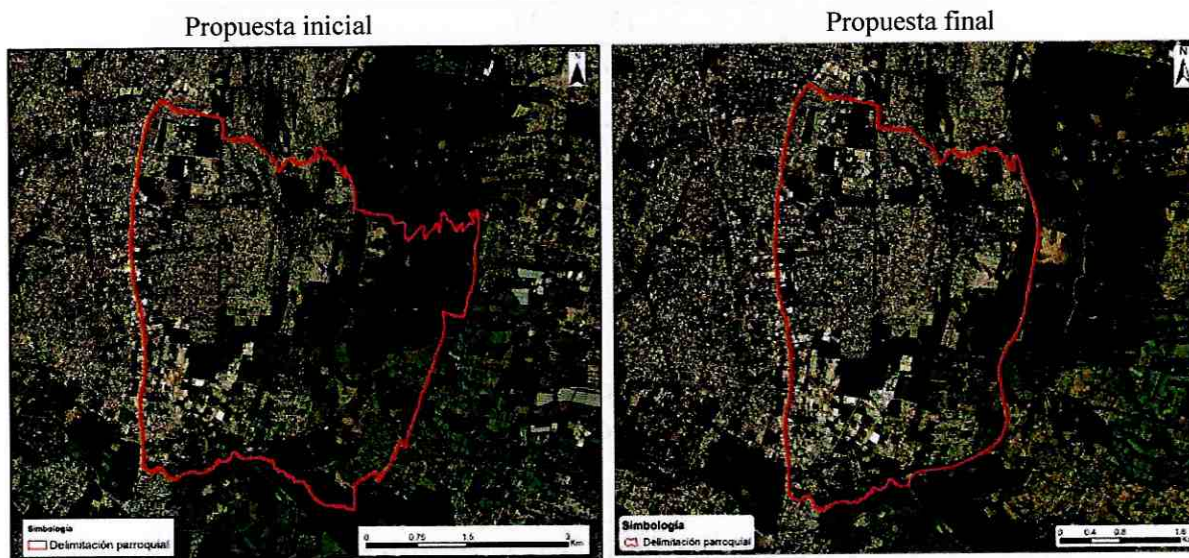 Propuesta inicial
Propuesta final
N
Simbología
Delimitación parroquial
0 0.75 1.5 3
Km
N
Simbología
Delimitación parroquial
0 0.4 0.8 1.6
Km